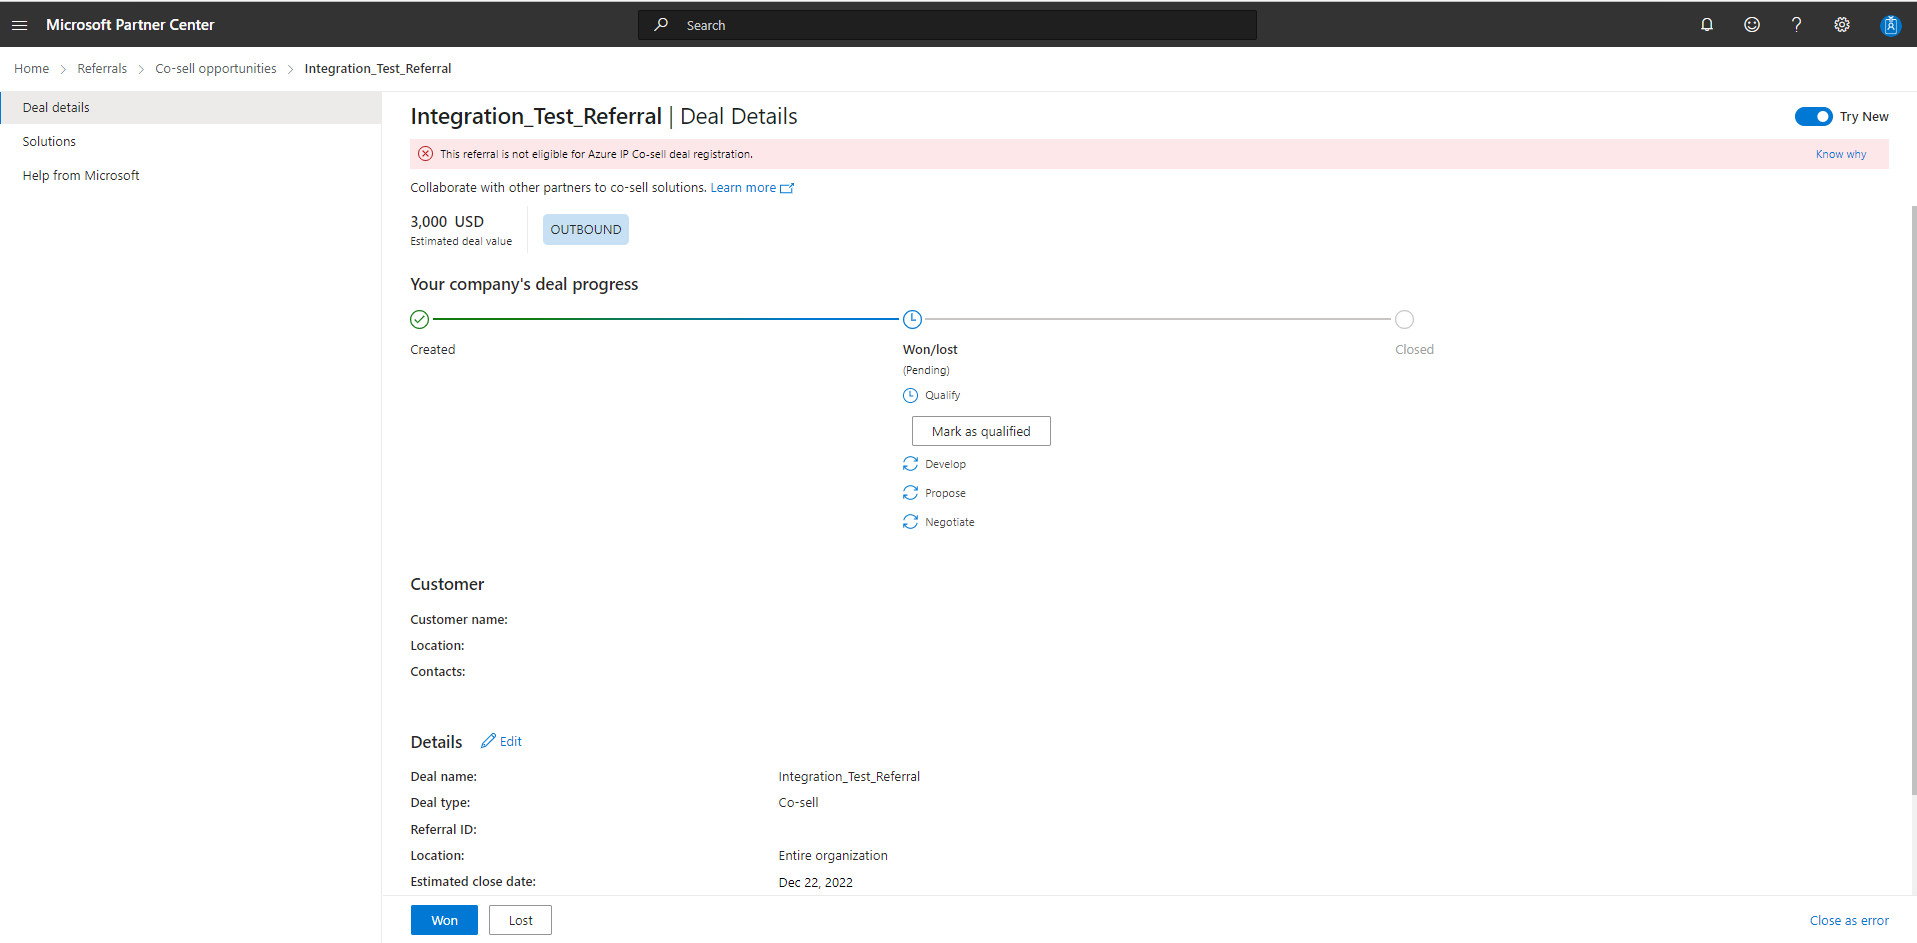 Microsoft Partner Center
Search
Home > Referrals > Co-sell opportunities > Integration_Test_Referral
Deal details
Solutions
Help from Microsoft
Integration_Test_Referral | Deal Details
Try New
This referral is not eligible for Azure IP Co-sell deal registration.
Know why
Collaborate with other partners to co-sell solutions. Learn more
3,000 USD
Estimated deal value
OUTBOUND
Your company's deal progress
Created
Won/lost
(Pending)
Qualify
Mark as qualified
Develop
Propose
Negotiate
Closed
Customer
Customer name:
Location:
Contacts:
Details Edit
Deal name: Integration_Test_Referral
Deal type: Co-sell
Referral ID:
Location: Entire organization
Estimated close date: Dec 22, 2022
Won Lost Close as error